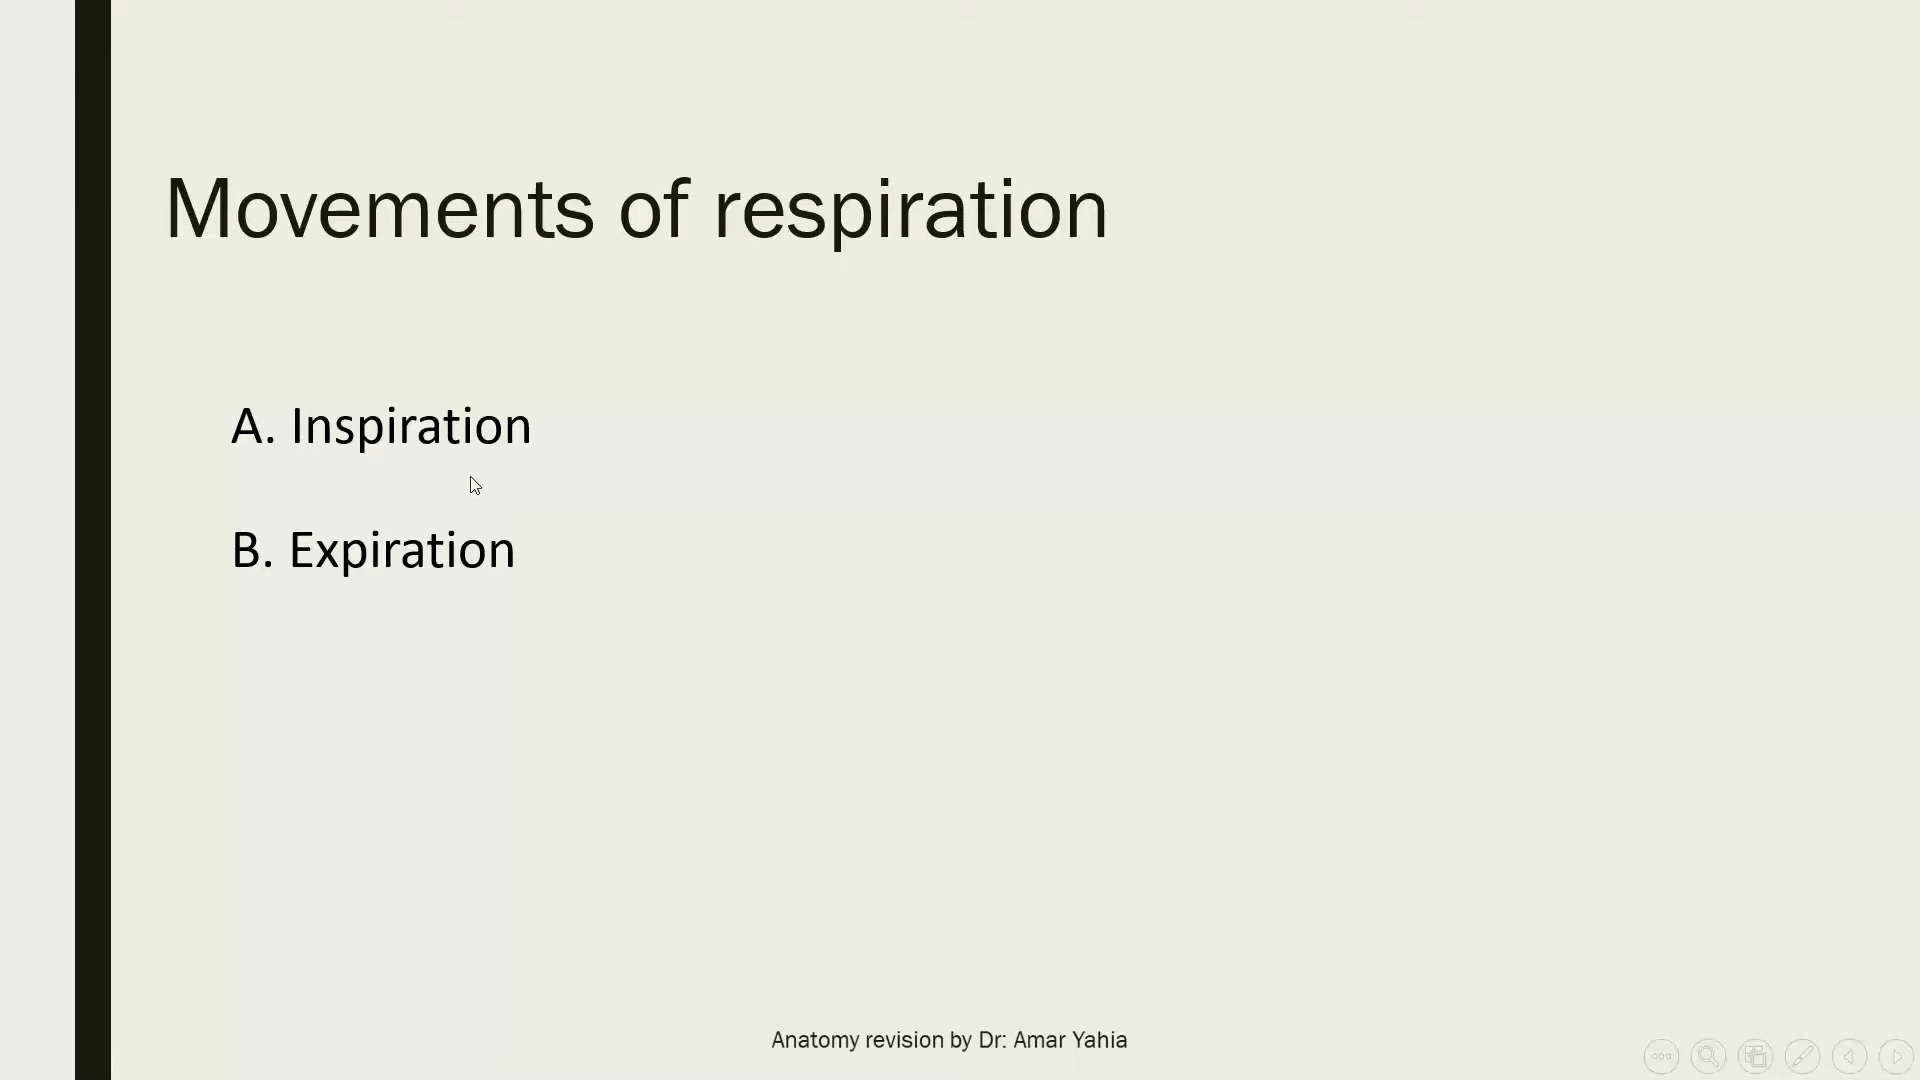 Movements of respiration
A. Inspiration
B. Expiration
Anatomy revision by Dr: Amar Yahia